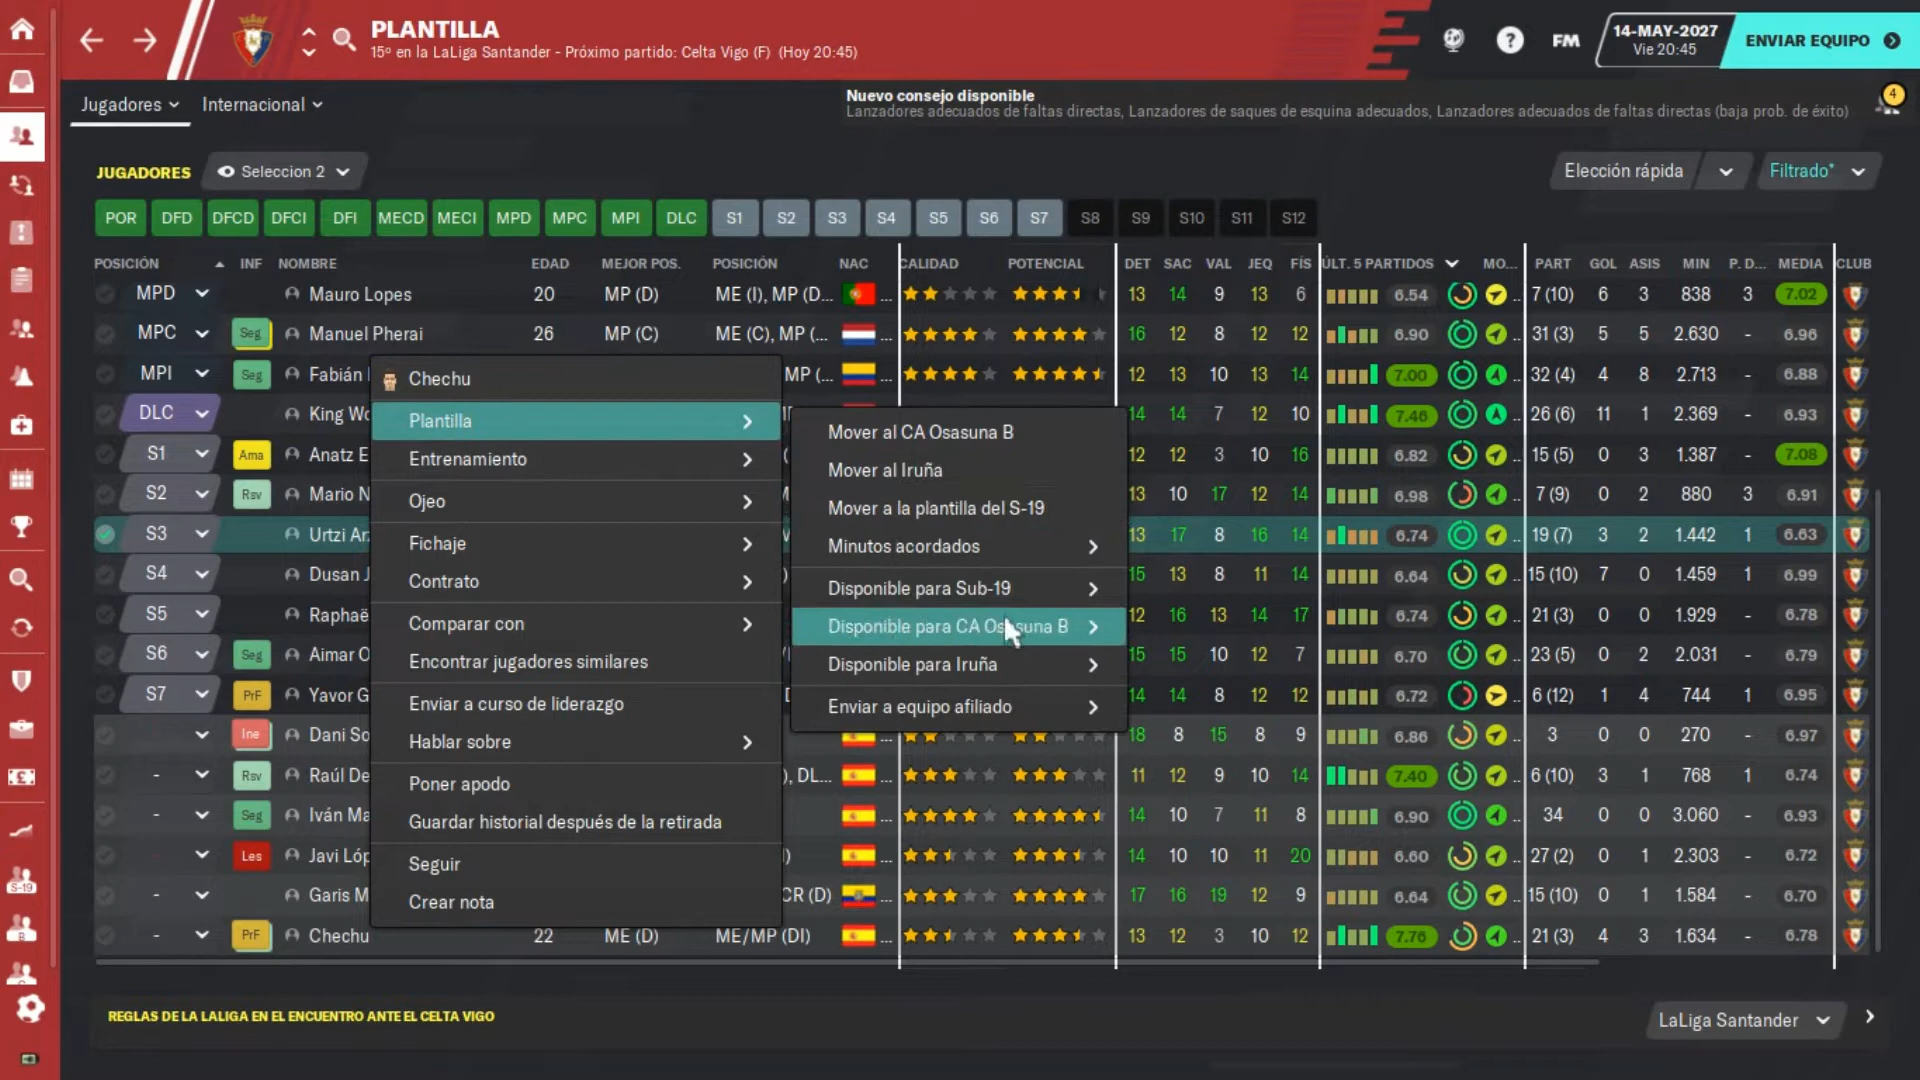 PLANTILLA
15º en la LaLiga Santander - Próximo partido: Celta Vigo (F) (Hoy 20:45)
FM
14-MAY-2027
Vie 20:45
ENVIAR EQUIPO
Jugadores
Internacional
Nuevo consejo disponible
Lanzadores adecuados de faltas directas, Lanzadores de saques de esquina adecuados, Lanzadores adecuados de faltas directas (baja prob. de éxito)
4
JUGADORES
Seleccion 2
Elección rápida
Filtrado*
POR DFD DFCD DFCI DFI MECD MECI MPD MPC MPI DLC S1 S2 S3 S4 S5 S6 S7 S8 S9 S10 S11 S12
POSICIÓN INF NOMBRE EDAD MEJOR POS. POSICIÓN NAC CALIDAD POTENCIAL DET SAC VAL JEQ FÍS ÚLT. 5 PARTIDOS MO... PART GOL ASIS MIN P. D... MEDIA CLUB
MPD Mauro Lopes 20 MP (D) ME (I), MP (D... ... 13 14 9 13 6 6.54 .. 7 (10) 6 3 838 3 7.02
MPC Seg Manuel Pherai 26 MP (C) ME (C), MP (... ... 16 12 8 12 12 6.90 .. 31 (3) 5 5 2.630 - 6.96
MPI Seg Fabián MP (... ... 12 13 10 13 14 7.00 .. 32 (4) 4 8 2.713 - 6.88
DLC King Wo 14 14 7 12 10 7.46 .. 26 (6) 11 1 2.369 - 6.93
S1 Ama Anatz E 12 12 3 10 16 6.82 .. 15 (5) 0 3 1.387 - 7.08
S2 Rsv Mario N 13 10 17 12 14 6.98 .. 7 (9) 0 2 880 3 6.91
S3 Urtzi Ar 13 17 8 16 14 6.74 .. 19 (7) 3 2 1.442 1 6.63
S4 Dusan J 15 13 8 11 14 6.64 .. 15 (10) 7 0 1.459 1 6.99
S5 Raphaë 12 16 13 14 17 6.74 .. 21 (3) 0 0 1.929 - 6.78
S6 Seg Aimar O 15 15 10 12 7 6.70 .. 23 (5) 0 2 2.031 - 6.79
S7 PrF Yavor G 14 14 8 12 12 6.72 .. 6 (12) 1 4 744 1 6.95
Ine Dani So ... 18 8 15 8 9 6.86 .. 3 0 0 270 - 6.97
- Rsv Raúl De ), DL... ... 11 12 9 10 14 7.40 .. 6 (10) 3 1 768 1 6.74
- Seg Iván Ma ... 14 10 7 11 8 6.90 .. 34 0 0 3.060 - 6.93
Les Javi Lóp ) ... 14 10 10 11 20 6.60 .. 27 (2) 0 1 2.303 - 6.72
- Garis M CR (D) ... 17 16 19 12 9 6.64 .. 15 (10) 0 1 1.584 - 6.70
- PrF Chechu 22 ME (D) ME/MP (DI) ... 13 12 3 10 12 7.76 .. 21 (3) 4 3 1.634 - 6.78
Chechu
Plantilla
Entrenamiento
Ojeo
Fichaje
Contrato
Comparar con
Encontrar jugadores similares
Enviar a curso de liderazgo
Hablar sobre
Poner apodo
Guardar historial después de la retirada
Seguir
Crear nota
Mover al CA Osasuna B
Mover al Iruña
Mover a la plantilla del S-19
Minutos acordados
Disponible para Sub-19
Disponible para CA Osasuna B
Disponible para Iruña
Enviar a equipo afiliado
S-19
B
REGLAS DE LA LALIGA EN EL ENCUENTRO ANTE EL CELTA VIGO
LaLiga Santander